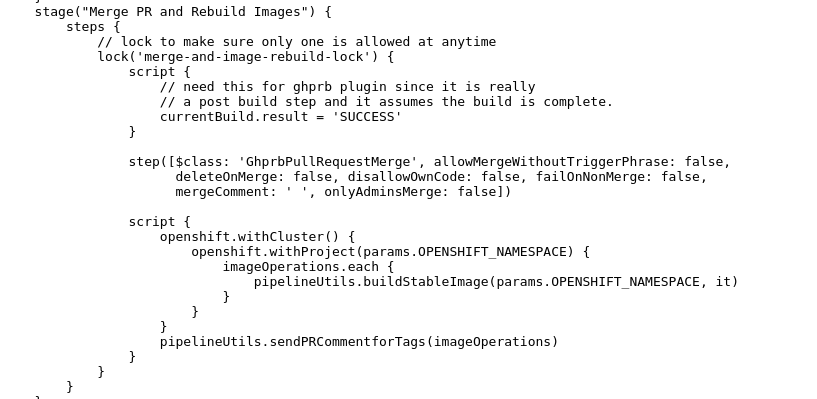 stage("Merge PR and Rebuild Images") {
    steps {
        // lock to make sure only one is allowed at anytime
        lock('merge-and-image-rebuild-lock') {
            script {
                // need this for ghprb plugin since it is really
                // a post build step and it assumes the build is complete.
                currentBuild.result = 'SUCCESS'
            }

            step([$class: 'GhprbPullRequestMerge', allowMergeWithoutTriggerPhrase: false,
                  deleteOnMerge: false, disallowOwnCode: false, failOnNonMerge: false,
                  mergeComment: ' ', onlyAdminsMerge: false])

            script {
                openshift.withCluster() {
                    openshift.withProject(params.OPENSHIFT_NAMESPACE) {
                        imageOperations.each {
                            pipelineUtils.buildStableImage(params.OPENSHIFT_NAMESPACE, it)
                        }
                    }
                }
                pipelineUtils.sendPRCommentforTags(imageOperations)
            }
        }
    }